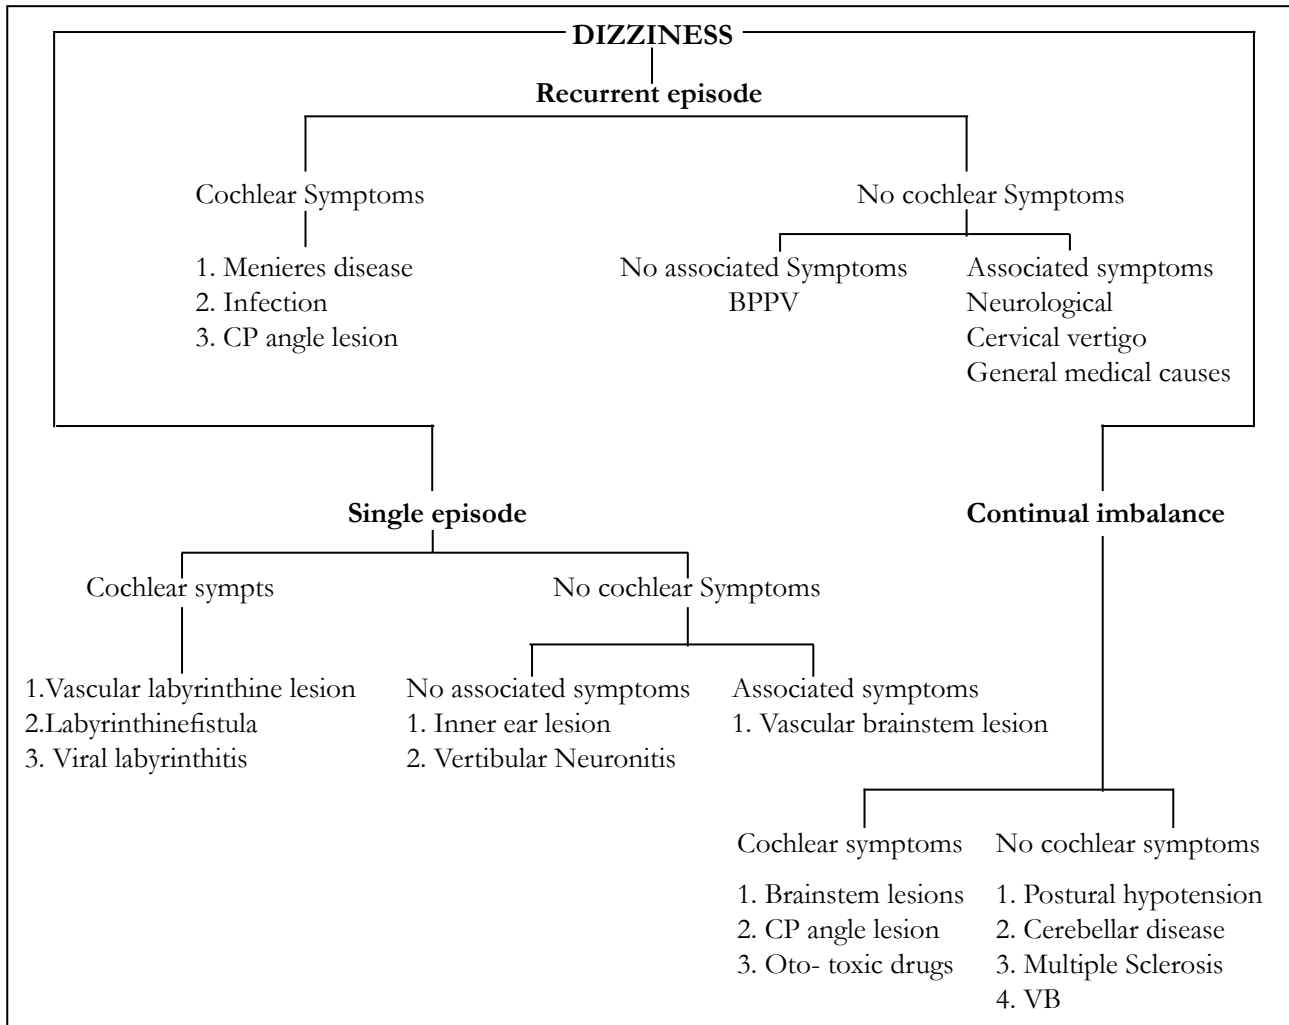 DIZZINESS
Recurrent episode
Cochlear Symptoms
1. Menieres disease
2. Infection
3. CP angle lesion
No cochlear Symptoms
No associated Symptoms
BPPV
Associated symptoms
Neurological
Cervical vertigo
General medical causes
Single episode
Cochlear sympts
1.Vascular labyrinthine lesion
2.Labyrinthinefistula
3. Viral labyrinthitis
No cochlear Symptoms
No associated symptoms
1. Inner ear lesion
2. Vertibular Neuronitis
Associated symptoms
1. Vascular brainstem lesion
Continual imbalance
Cochlear symptoms
1. Brainstem lesions
2. CP angle lesion
3. Oto- toxic drugs
No cochlear symptoms
1. Postural hypotension
2. Cerebellar disease
3. Multiple Sclerosis
4. VB